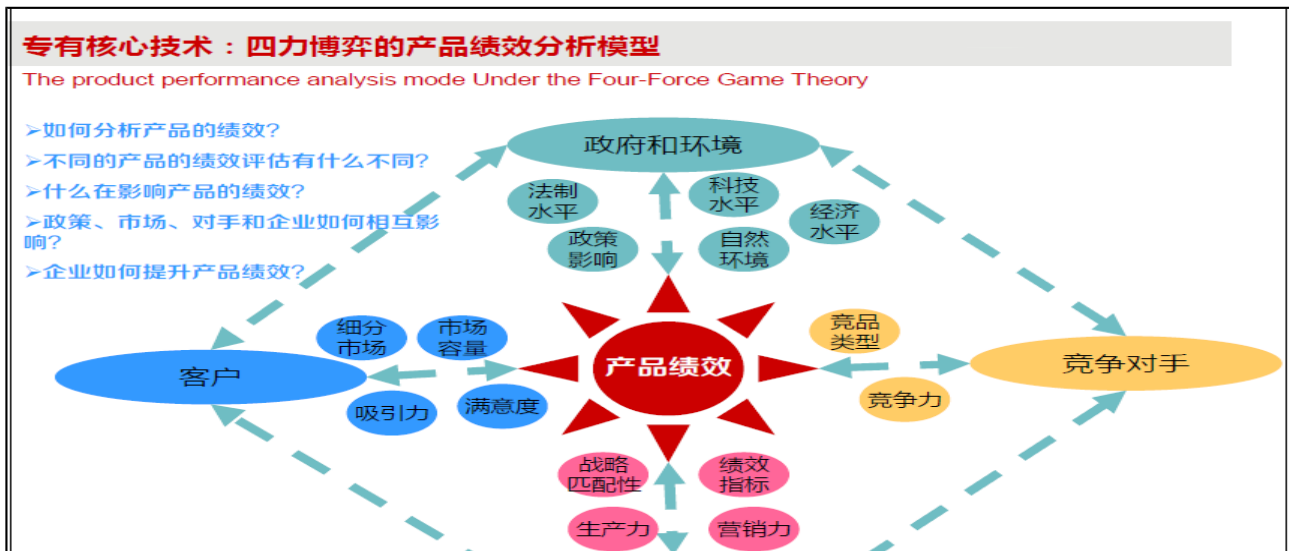 专有核心技术：四力博弈的产品绩效分析模型
The product performance analysis mode Under the Four-Force Game Theory
➢如何分析产品的绩效?
➢不同的产品的绩效评估有什么不同?
➢什么在影响产品的绩效?
➢政策、市场、对手和企业如何相互影
响?
➢企业如何提升产品绩效?
政府和环境
法制
水平
科技
水平
经济
水平
政策
影响
自然
环境
细分
市场
市场
容量
客户
吸引力
满意度
产品绩效
竞品
类型
竞争对手
竞争力
战略
匹配性
绩效
指标
生产力
营销力